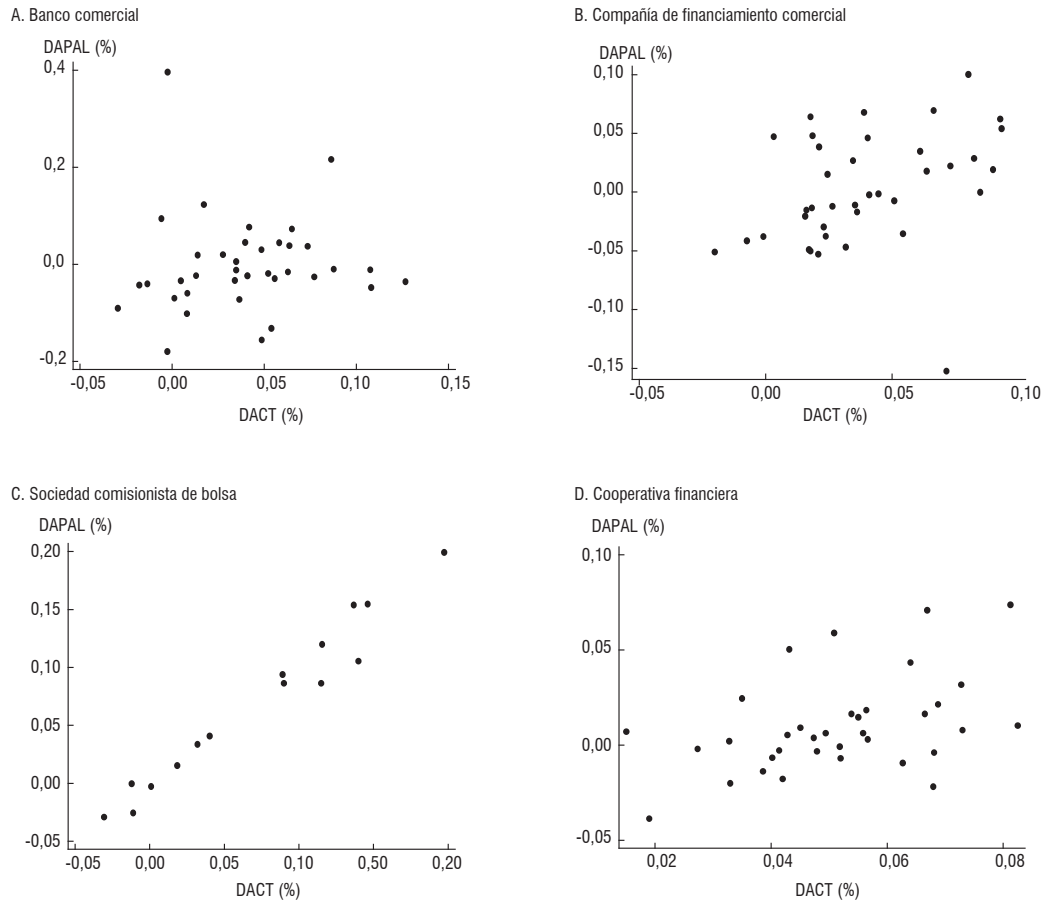 A. Banco comercial
DAPAL (%)
0,4
0,2
0,0
-0,2
-0,05 0,00 0,05 0,10 0,15
DACT (%)
B. Compañía de financiamiento comercial
DAPAL (%)
0,10
0,05
0,00
-0,05
-0,10
-0,15
-0,05 0,00 0,05 0,10
DACT (%)
C. Sociedad comisionista de bolsa
DAPAL (%)
0,20
0,15
0,10
0,05
0,00
-0,05
-0,05 0,00 0,05 0,10 0,50 0,20
DACT (%)
D. Cooperativa financiera
DAPAL (%)
0,10
0,05
0,00
-0,05
0,02 0,04 0,06 0,08
DACT (%)